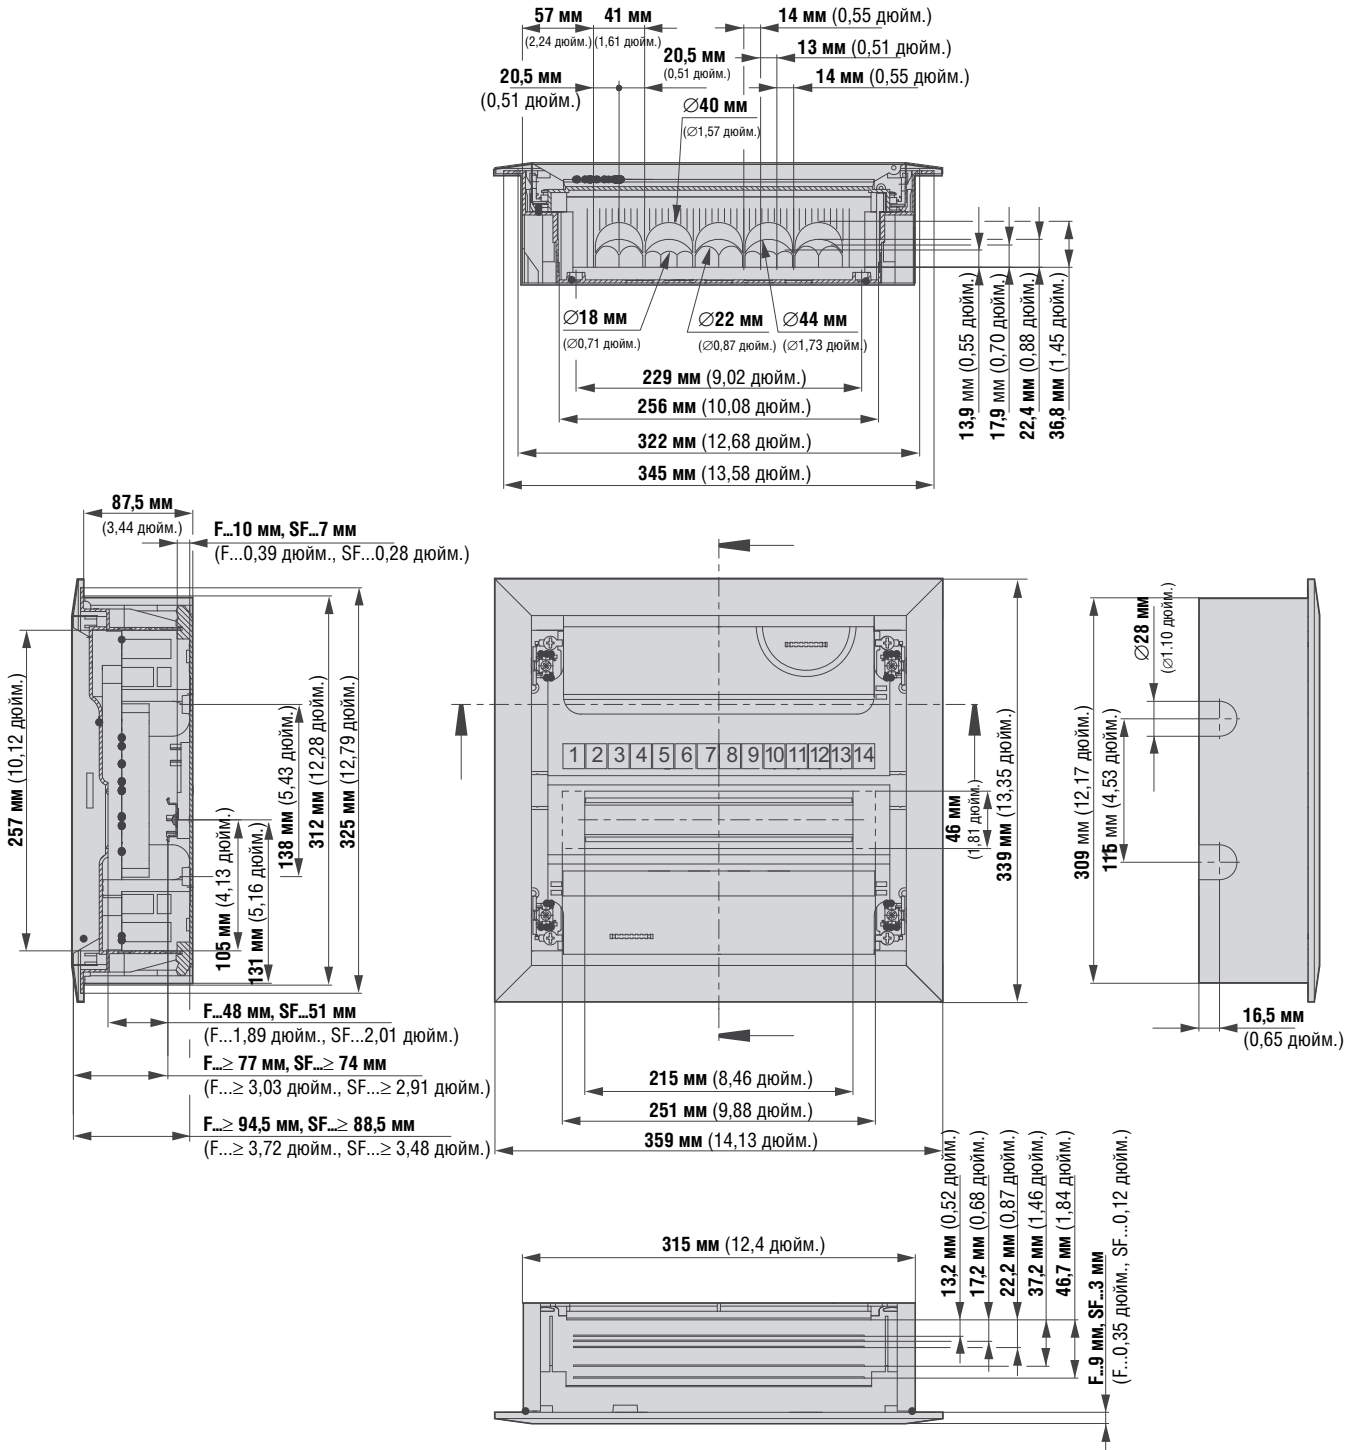 57 мм
(2,24 дюйм.)
41 мм
(1,61 дюйм.)
14 мм (0,55 дюйм.)
20,5 мм
(0,51 дюйм.)
13 мм (0,51 дюйм.)
20,5 мм
(0,51 дюйм.)
14 мм (0,55 дюйм.)
∅40 мм
(∅1,57 дюйм.)
∅18 мм
(∅0,71 дюйм.)
∅22 мм
(∅0,87 дюйм.)
∅44 мм
(∅1,73 дюйм.)
229 мм (9,02 дюйм.)
256 мм (10,08 дюйм.)
322 мм (12,68 дюйм.)
345 мм (13,58 дюйм.)
13,9 мм (0,55 дюйм.)
17,9 мм (0,70 дюйм.)
22,4 мм (0,88 дюйм.)
36,8 мм (1,45 дюйм.)
87,5 мм
(3,44 дюйм.)
F...10 мм, SF...7 мм
(F...0,39 дюйм., SF...0,28 дюйм.)
257 мм (10,12 дюйм.)
105 мм (4,13 дюйм.)
131 мм (5,16 дюйм.)
138 мм (5,43 дюйм.)
312 мм (12,28 дюйм.)
325 мм (12,79 дюйм.)
F...48 мм, SF...51 мм
(F...1,89 дюйм., SF...2,01 дюйм.)
F...≥ 77 мм, SF...≥ 74 мм
(F...≥ 3,03 дюйм., SF...≥ 2,91 дюйм.)
F...≥ 94,5 мм, SF...≥ 88,5 мм
(F...≥ 3,72 дюйм., SF...≥ 3,48 дюйм.)
1 2 3 4 5 6 7 8 9 10 11 12 13 14
46 мм
(1,81 дюйм.)
339 мм (13,35 дюйм.)
215 мм (8,46 дюйм.)
251 мм (9,88 дюйм.)
359 мм (14,13 дюйм.)
∅28 мм
(∅1.10 дюйм.)
309 мм (12,17 дюйм.)
115 мм (4,53 дюйм.)
16,5 мм
(0,65 дюйм.)
315 мм (12,4 дюйм.)
13,2 мм (0,52 дюйм.)
17,2 мм (0,68 дюйм.)
22,2 мм (0,87 дюйм.)
37,2 мм (1,46 дюйм.)
46,7 мм (1,84 дюйм.)
F...9 мм, SF...3 мм
(F...0,35 дюйм., SF...0,12 дюйм.)